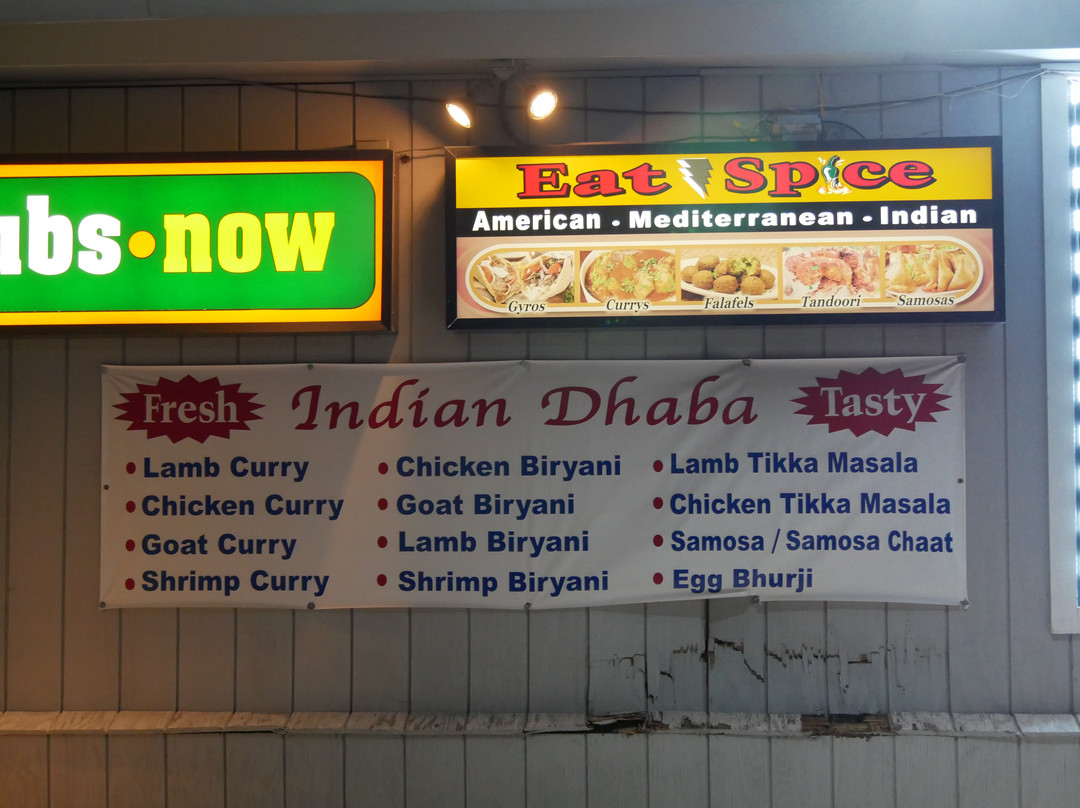 now
Eat Spice
American - Mediterranean - Indian
Gyros Currys Falafels Tandoori Samosas
Fresh Indian Dhaba Tasty
• Lamb Curry
• Chicken Curry
• Goat Curry
• Shrimp Curry
• Chicken Biryani
• Goat Biryani
• Lamb Biryani
• Shrimp Biryani
• Lamb Tikka Masala
• Chicken Tikka Masala
• Samosa / Samosa Chaat
• Egg Bhurji